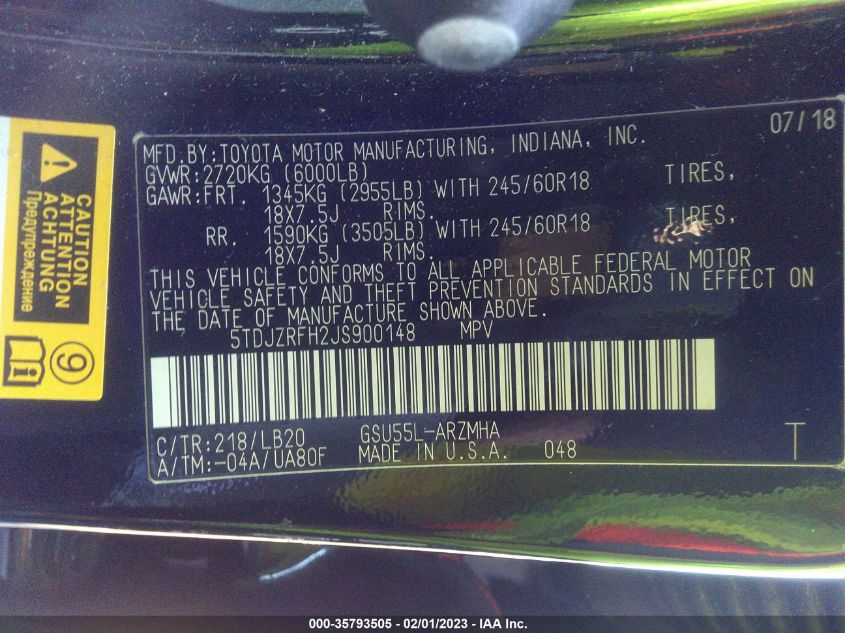 07/18
MFD.BY:TOYOTA MOTOR MANUFACTURING, INDIANA, INC.
GVWR:2720KG (6000LB)
GAWR:FRT. 1345KG (2955LB) WITH 245/60R18 TIRES,
18X7.5J RIMS.
RR. 1590KG (3505LB) WITH 245/60R18 TIRES,
18X7.5J RIMS.
THIS VEHICLE CONFORMS TO ALL APPLICABLE FEDERAL MOTOR
VEHICLE SAFETY AND THEFT PREVENTION STANDARDS IN EFFECT ON
THE DATE OF MANUFACTURE SHOWN ABOVE.
5TDJZRFH2JS900148 MPV
C/TR:218/LB20 GSU55L-ARZMHA
A/TM:-04A/UA80F MADE IN U.S.A. 048 T
CAUTION
ATTENTION
ACHTUNG
Предупреждение
9
000-35793505 - 02/01/2023 - IAA Inc.